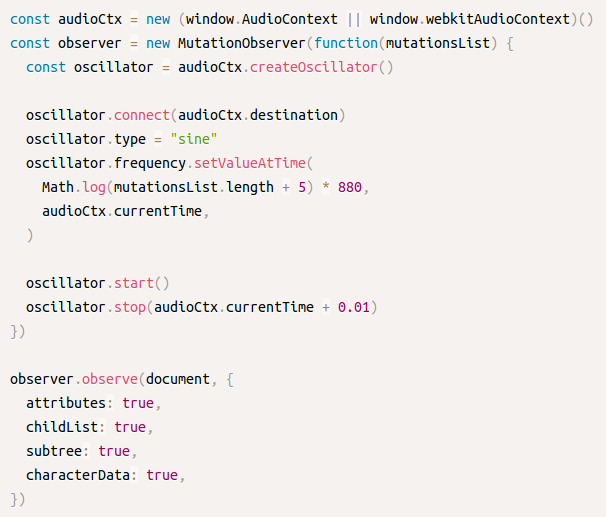 const audioCtx = new (window.AudioContext || window.webkitAudioContext)()
const observer = new MutationObserver(function(mutationsList) {
  const oscillator = audioCtx.createOscillator()

  oscillator.connect(audioCtx.destination)
  oscillator.type = "sine"
  oscillator.frequency.setValueAtTime(
    Math.log(mutationsList.length + 5) * 880,
    audioCtx.currentTime,
  )

  oscillator.start()
  oscillator.stop(audioCtx.currentTime + 0.01)
})

observer.observe(document, {
  attributes: true,
  childList: true,
  subtree: true,
  characterData: true,
})